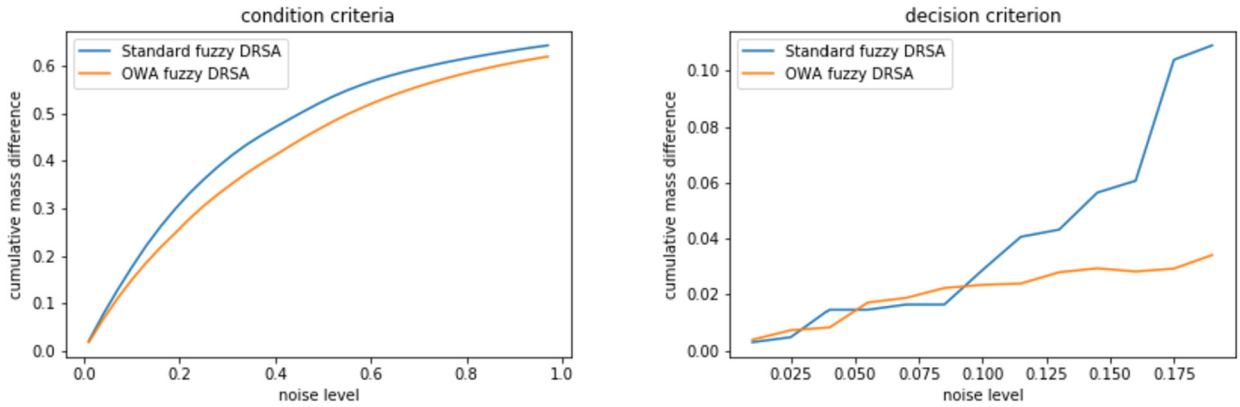 condition criteria
Standard fuzzy DRSA
OWA fuzzy DRSA
cumulative mass difference
0.6
0.5
0.4
0.3
0.2
0.1
0.0
0.0 0.2 0.4 0.6 0.8 1.0
noise level
decision criterion
Standard fuzzy DRSA
OWA fuzzy DRSA
cumulative mass difference
0.10
0.08
0.06
0.04
0.02
0.00
0.025 0.050 0.075 0.100 0.125 0.150 0.175
noise level